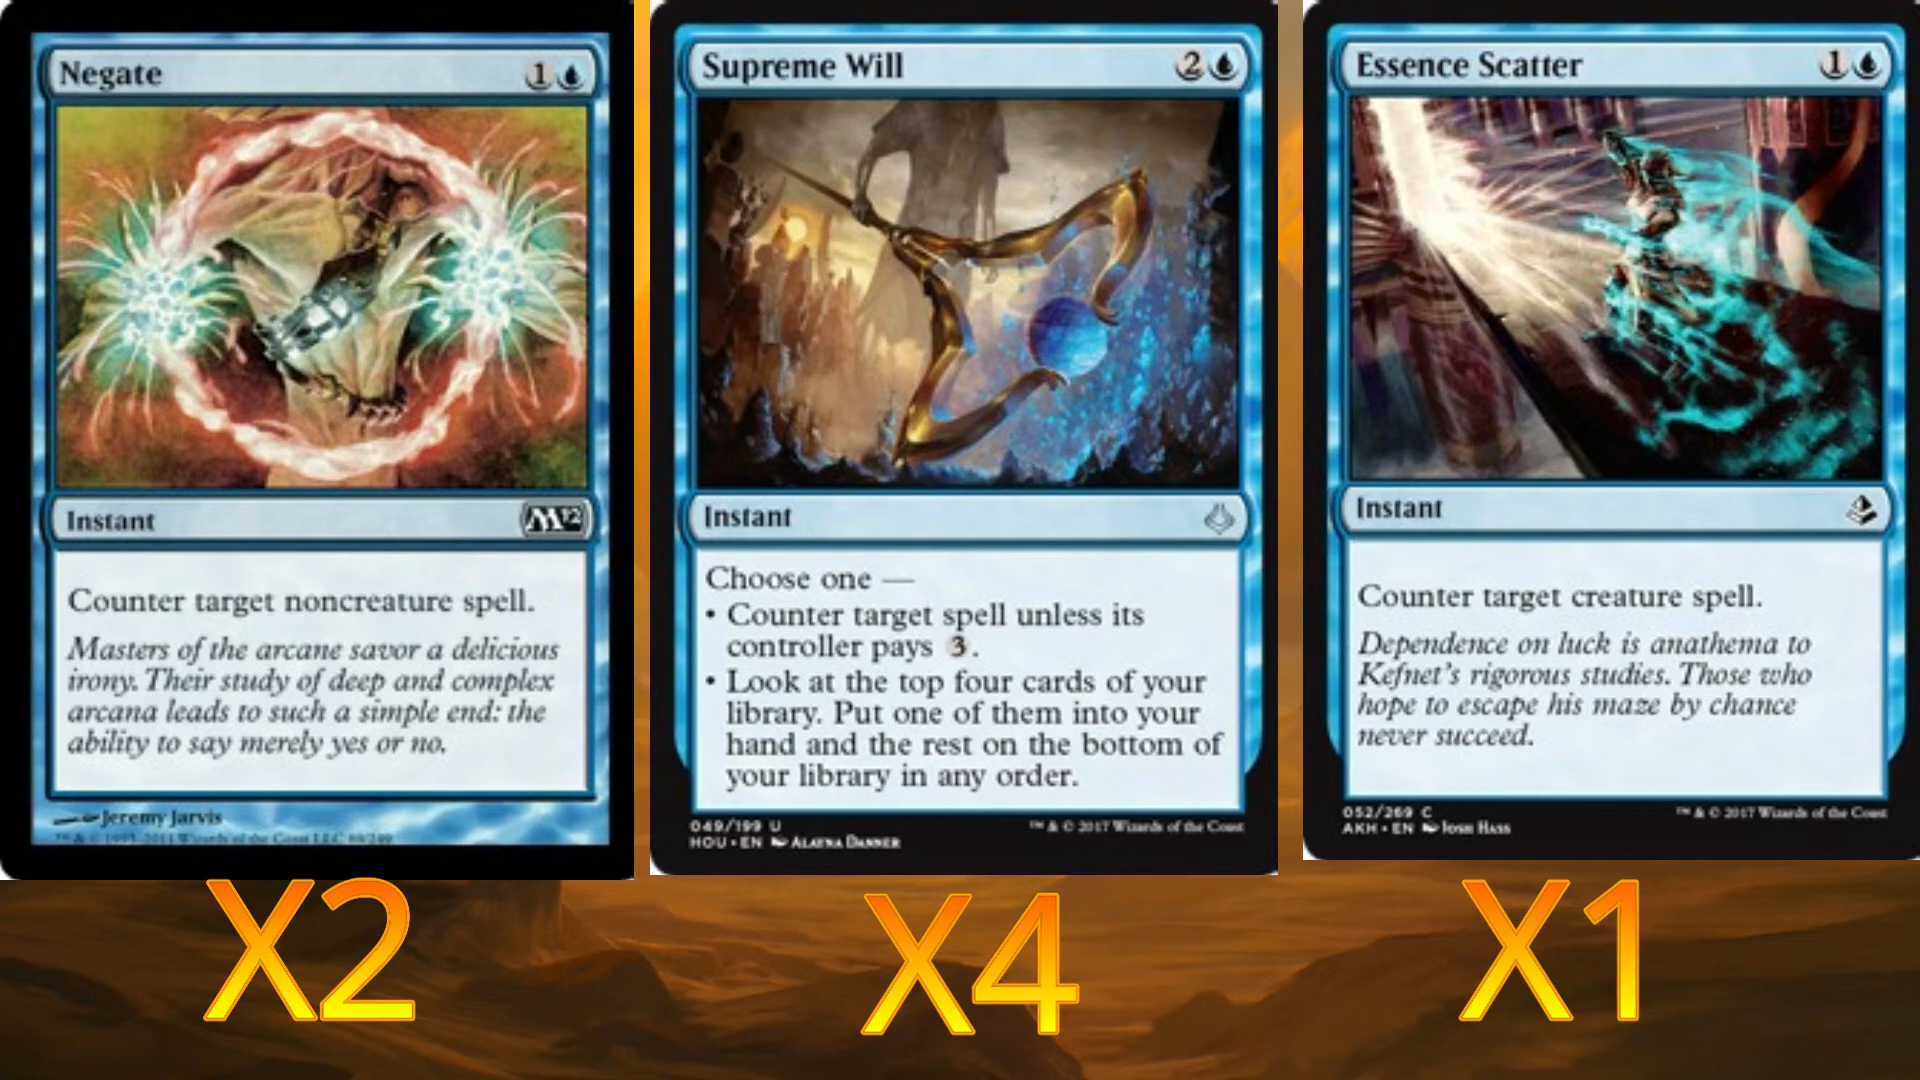 Negate 1
Instant M12
Counter target noncreature spell.
Masters of the arcane savor a delicious
irony. Their study of deep and complex
arcana leads to such a simple end: the
ability to say merely yes or no.
Jeremy Jarvis
X2
Supreme Will 2
Instant
Choose one —
• Counter target spell unless its
controller pays 3.
• Look at the top four cards of your
library. Put one of them into your
hand and the rest on the bottom of
your library in any order.
049/199 U
™ & © 2017 Wizards of the Coast
HOU • EN Alayna Danner
X4
Essence Scatter 1
Instant
Counter target creature spell.
Dependence on luck is anathema to
Kefnet's rigorous studies. Those who
hope to escape his maze by chance
never succeed.
052/269 C
™ & © 2017 Wizards of the Coast
AKH • EN Josh Hass
X1